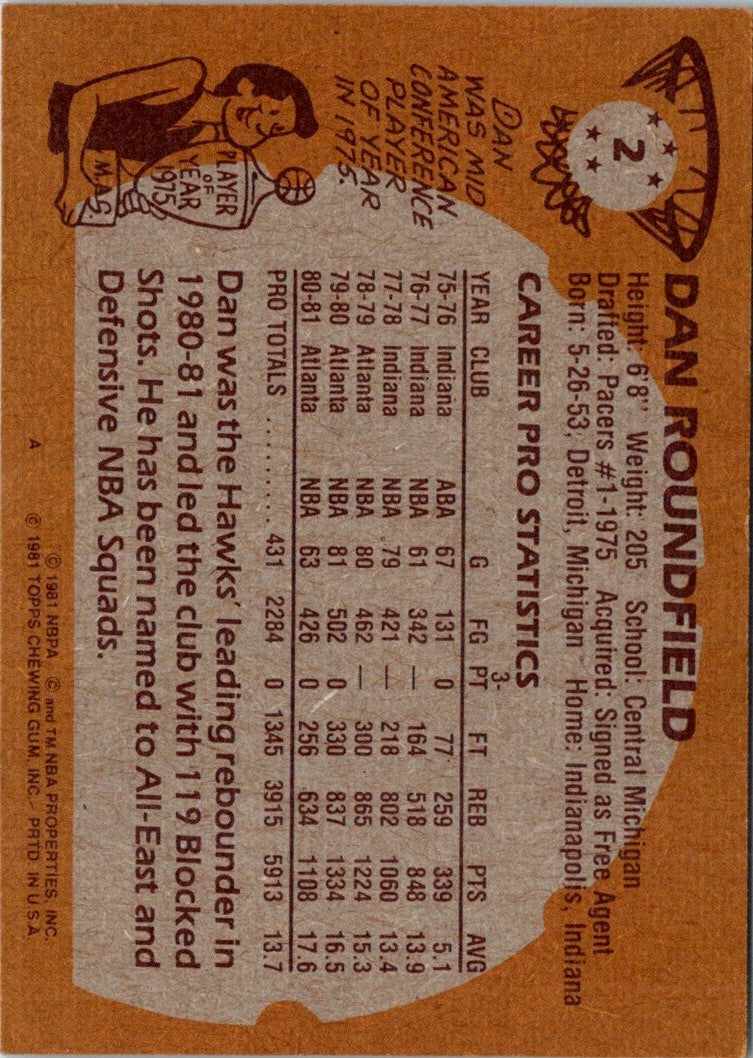 2
DAN ROUNDFIELD
Height: 6'8" Weight: 205 School: Central Michigan
Drafted: Pacers #1-1975 Acquired: Signed as Free Agent
Born: 5-26-53, Detroit, Michigan - Home: Indianapolis, Indiana
DAN
WAS MID
AMERICAN
CONFERENCE
PLAYER
OF YEAR
IN 1975.
PLAYER
OF
YEAR
1975
M.A.C.
CAREER PRO STATISTICS
3-
YEAR CLUB G FG PT FT REB PTS AVG
75-76 Indiana ABA 67 131 0 77 259 339 5.1
76-77 Indiana NBA 61 342 — 164 518 848 13.9
77-78 Indiana NBA 79 421 — 218 802 1060 13.4
78-79 Atlanta NBA 80 462 — 300 865 1224 15.3
79-80 Atlanta NBA 81 502 0 330 837 1334 16.5
80-81 Atlanta NBA 63 426 0 256 634 1108 17.6
PRO TOTALS .......... 431 2284 0 1345 3915 5913 13.7
Dan was the Hawks' leading rebounder in
1980-81 and led the club with 119 Blocked
Shots. He has been named to All-East and
Defensive NBA Squads.
© 1981 NBPA © and TM NBA PROPERTIES, INC.
A © 1981 TOPPS CHEWING GUM, INC.- PRTD IN U.S.A.